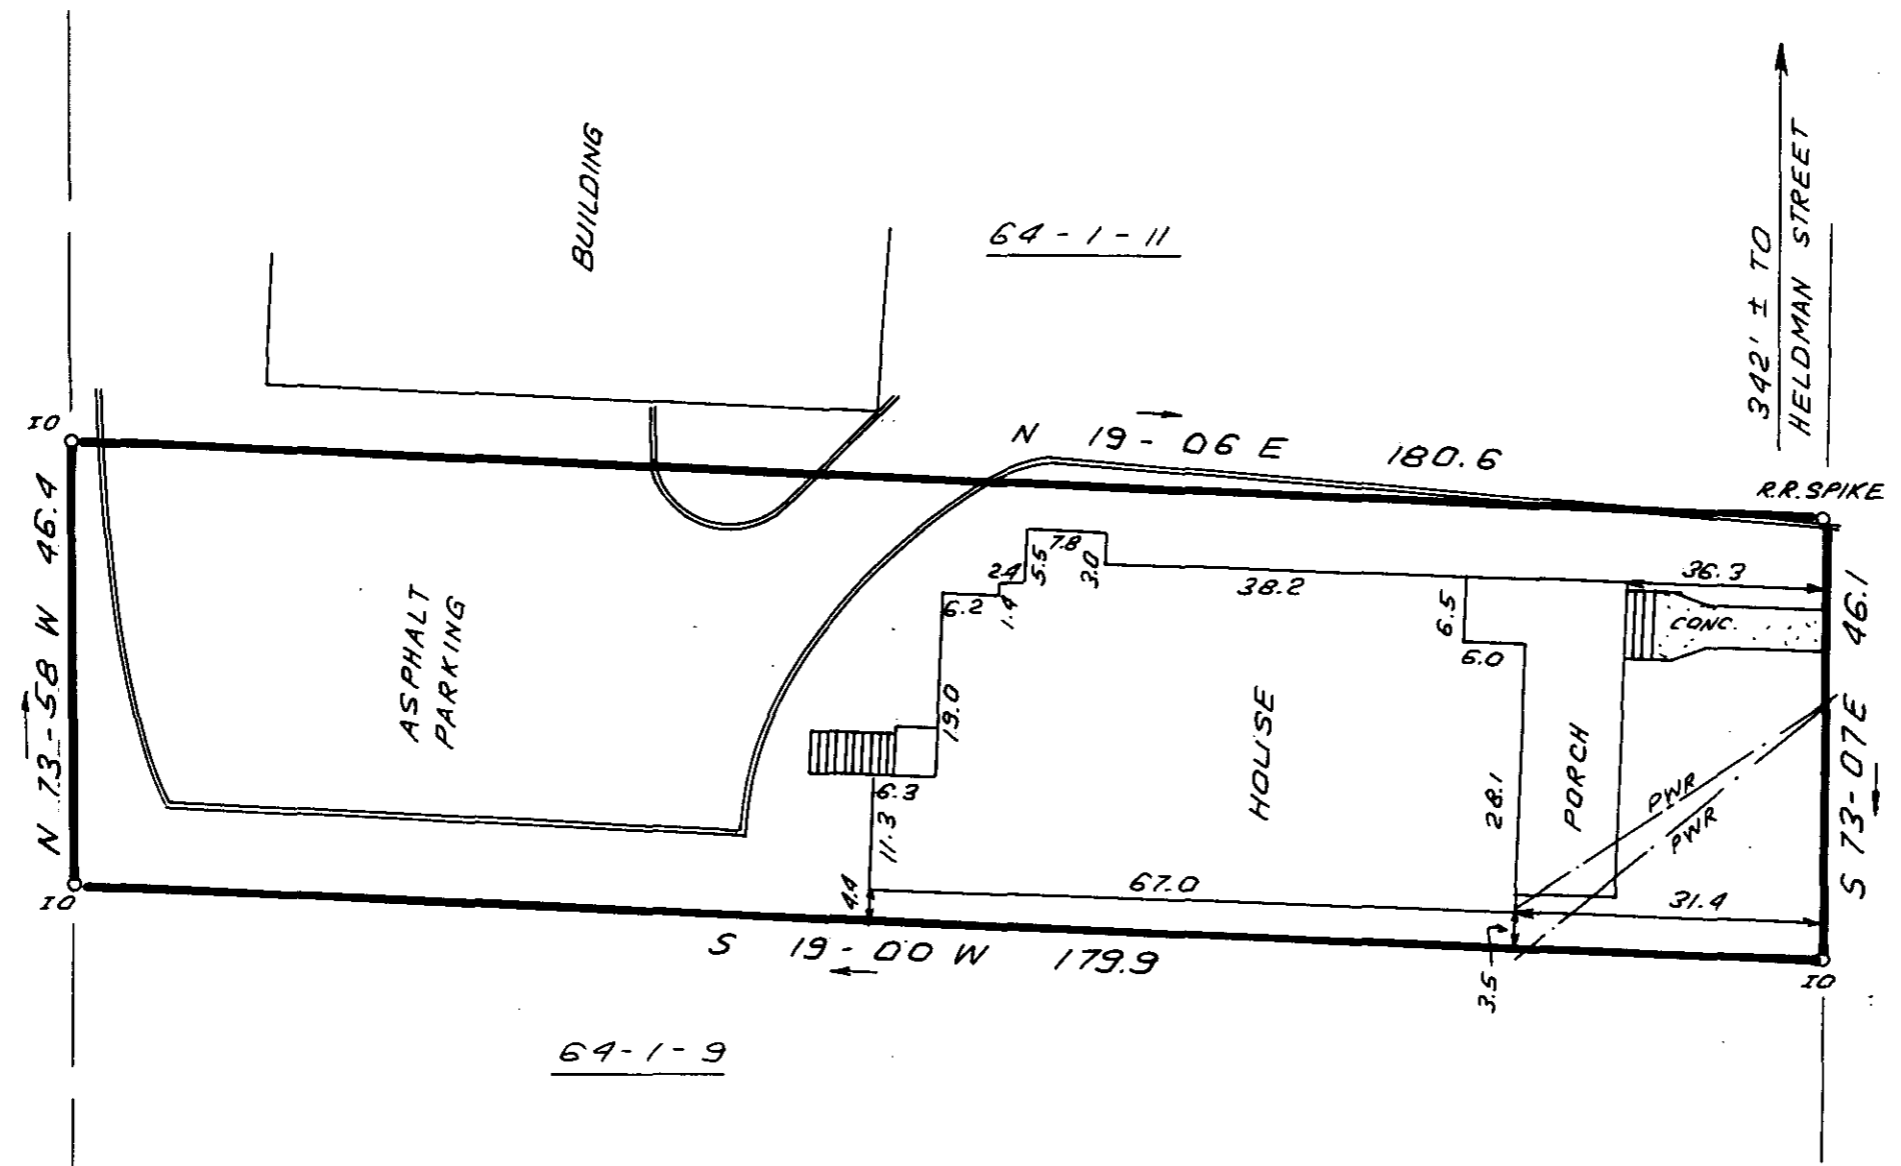 BUILDING
64-1-11
342' ± TO
HELDMAN STREET
IO
N 19-06 E 180.6
R.R. SPIKE
N 73-58 W 46.4
ASPHALT
PARKING
7.8
2.4
5.5
3.0
6.2
1.4
38.2
36.3
6.5
6.0
CONC.
S 73-07E 46.1
19.0
HOUSE
PORCH
28.1
PWR
PWR
6.3
11.3
4.4
67.0
31.4
3.5
IO
S 19-00 W 179.9
IO
64-1-9